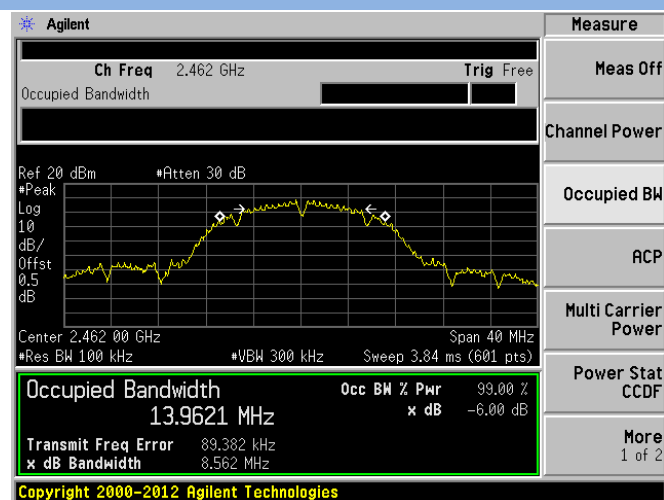 Agilent
Measure
Ch Freq 2.462 GHz Trig Free
Occupied Bandwidth
Meas Off
Channel Power
Occupied BW
ACP
Multi Carrier
Power
Power Stat
CCDF
More
1 of 2
Ref 20 dBm #Atten 30 dB
#Peak
Log
10
dB/
Offst
0.5
dB
Center 2.462 00 GHz Span 40 MHz
#Res BW 100 kHz #VBW 300 kHz Sweep 3.84 ms (601 pts)
Occupied Bandwidth Occ BW % Pwr 99.00 %
13.9621 MHz x dB -6.00 dB
Transmit Freq Error 89.382 kHz
x dB Bandwidth 8.562 MHz
Copyright 2000-2012 Agilent Technologies